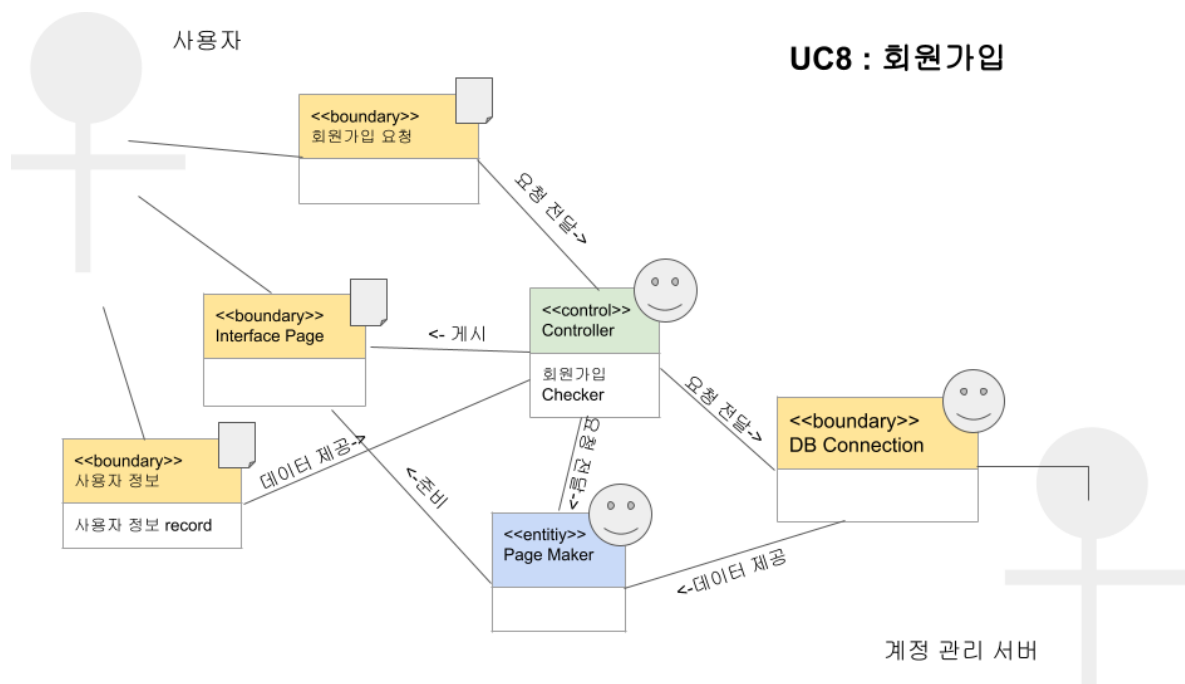 사용자
UC8 : 회원가입
<<boundary>>
회원가입 요청
요청 전달->
<<boundary>>
Interface Page
<- 게시
<<control>>
Controller
회원가입
Checker
요청 전달->
<<boundary>>
DB Connection
<<boundary>>
사용자 정보
사용자 정보 record
데이터 제공->
<-준비
요청 전달->
<<entitiy>>
Page Maker
<-데이터 제공
계정 관리 서버